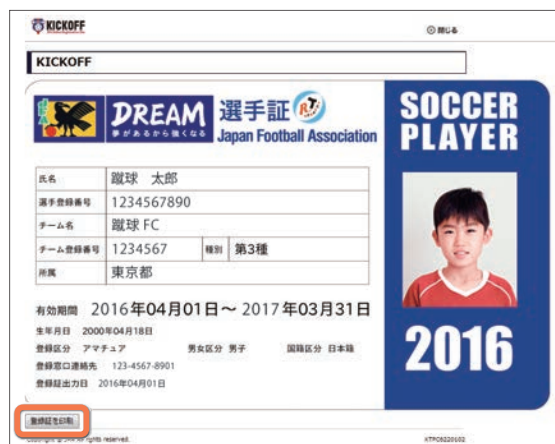 KICKOFF
閉じる
KICKOFF
DREAM
夢があるから強くなる
選手証
Japan Football Association
SOCCER
PLAYER
氏名 蹴球 太郎
選手登録番号 1234567890
チーム名 蹴球 FC
チーム登録番号 1234567 種別 第3種
所属 東京都
有効期間 2016年04月01日～ 2017年03月31日
生年月日 2000年04月18日
登録区分 アマチュア 男女区分 男子 国籍区分 日本籍
登録窓口連絡先 123-4567-8901
登録証出力日 2016年04月01日
2016
登録証を印刷
Copyright @ JFA All rights reserved.